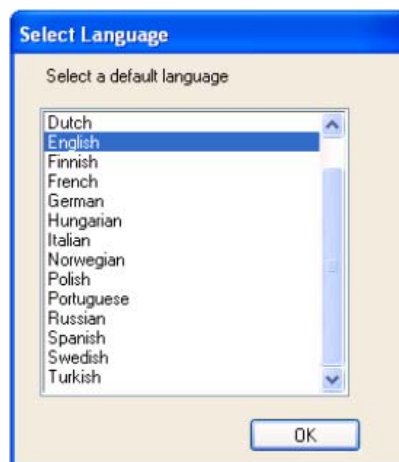 Select Language
Select a default language
Dutch
English
Finnish
French
German
Hungarian
Italian
Norwegian
Polish
Portuguese
Russian
Spanish
Swedish
Turkish
OK